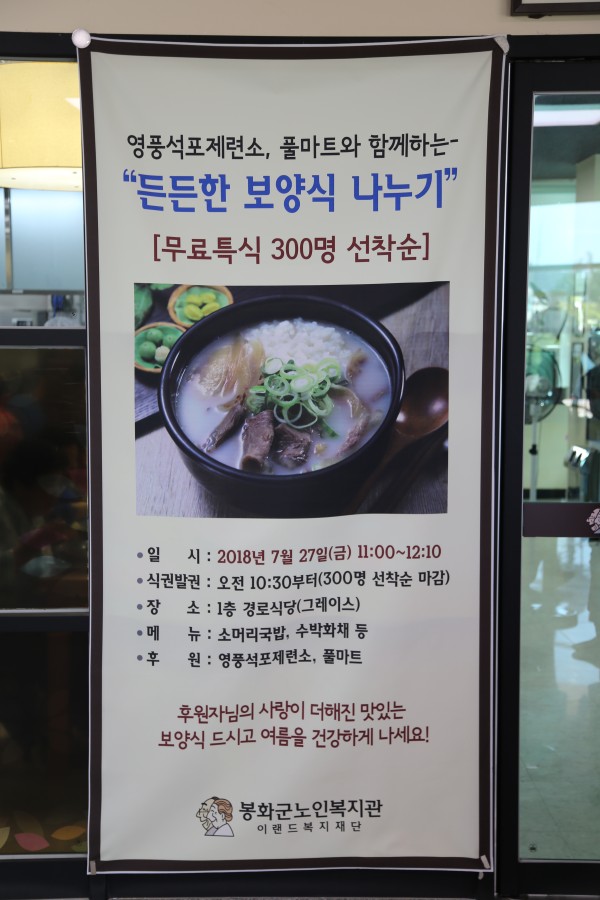 영풍석포제련소, 풀마트와 함께하는-
“든든한 보양식 나누기”
[무료특식 300명 선착순]
• 일 시 : 2018년 7월 27일(금) 11:00~12:10
• 식권발권 : 오전 10:30부터(300명 선착순 마감)
• 장 소 : 1층 경로식당(그레이스)
• 메 뉴 : 소머리국밥, 수박화채 등
• 후 원 : 영풍석포제련소, 풀마트
후원자님의 사랑이 더해진 맛있는
보양식 드시고 여름을 건강하게 나세요!
봉화군노인복지관
이랜드복지재단